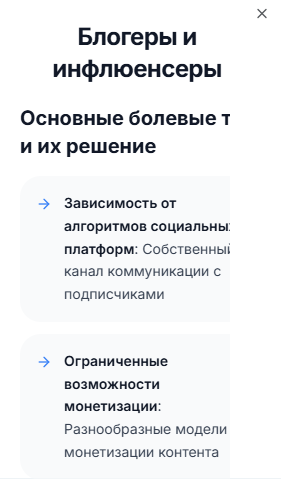 Блогеры и
инфлюенсеры
Основные болевые т
и их решение
Зависимость от
алгоритмов социальны
платформ: Собственный
канал коммуникации с
подписчиками
Ограниченные
возможности
монетизации:
Разнообразные модели
монетизации контента